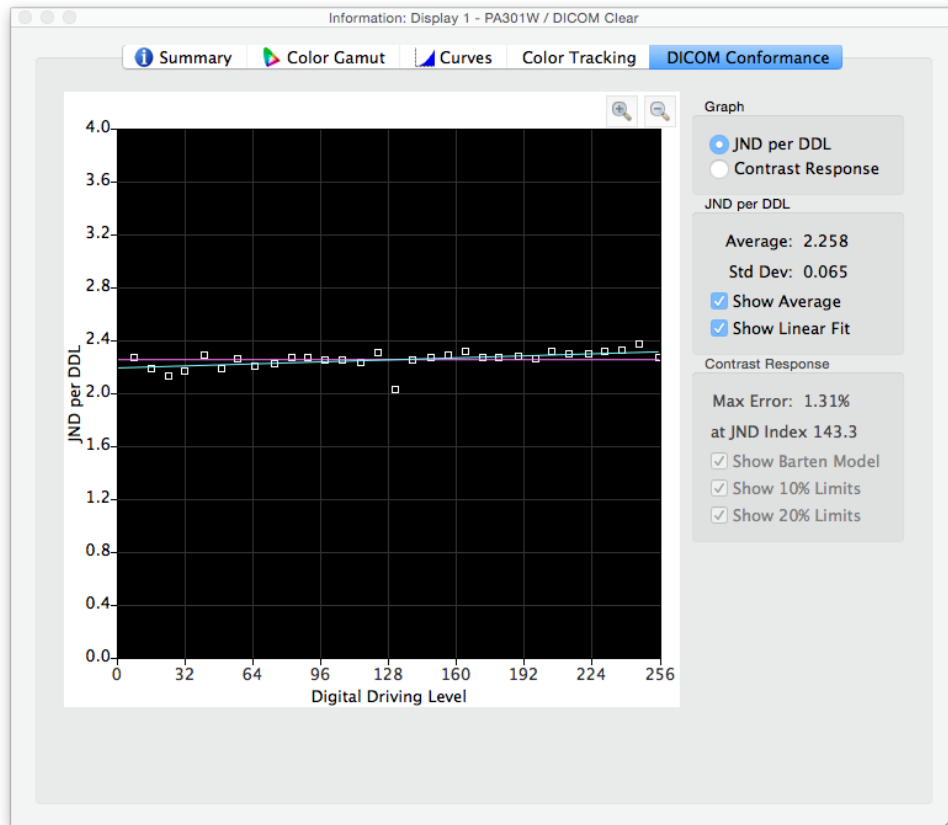 Information: Display 1 - PA301W / DICOM Clear
Summary
Color Gamut
Curves
Color Tracking
DICOM Conformance
4.0
3.6
3.2
2.8
2.4
2.0
1.6
1.2
0.8
0.4
0.0
JND per DDL
0 32 64 96 128 160 192 224 256
Digital Driving Level
Graph
JND per DDL
Contrast Response
JND per DDL
Average: 2.258
Std Dev: 0.065
Show Average
Show Linear Fit
Contrast Response
Max Error: 1.31%
at JND Index 143.3
Show Barten Model
Show 10% Limits
Show 20% Limits